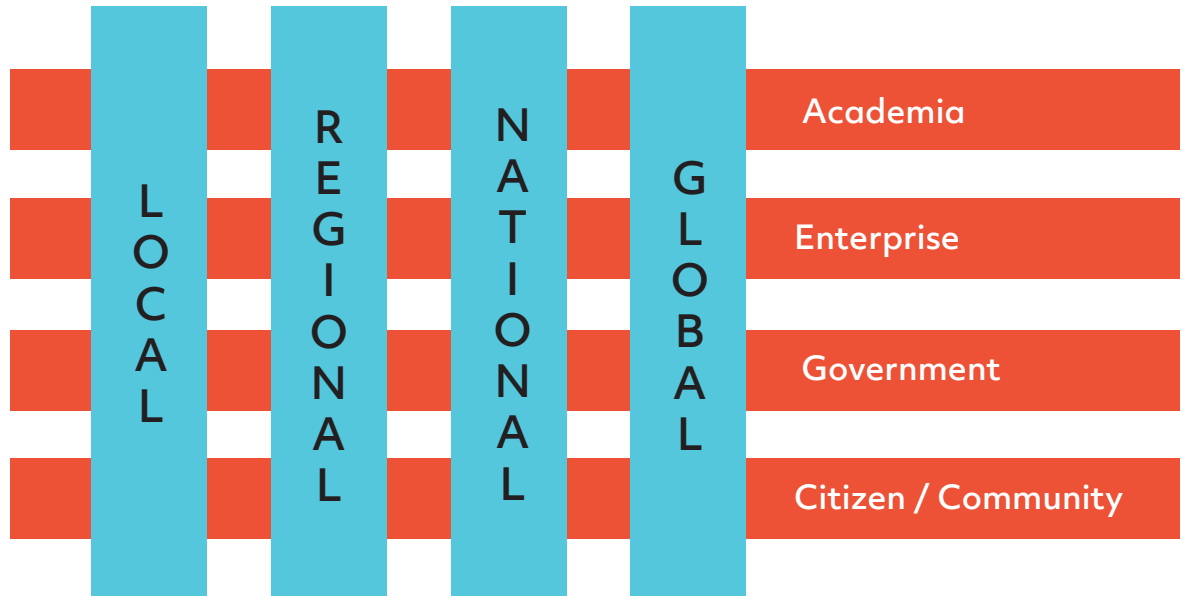 LOCAL
REGIONAL
NATIONAL
GLOBAL
Academia
Enterprise
Government
Citizen / Community